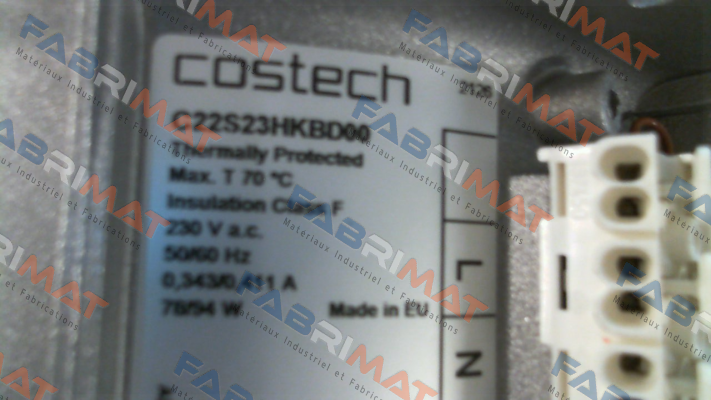 costech
2126
C22S23HKBD00
Thermally Protected
Max. T 70 °C
Insulation Class F
230 V a.c.
50/60 Hz
0,343/0,411 A
78/94 W
Made in EU
L
N
FABRIMAT
Materiaux Industriel et Fabrications